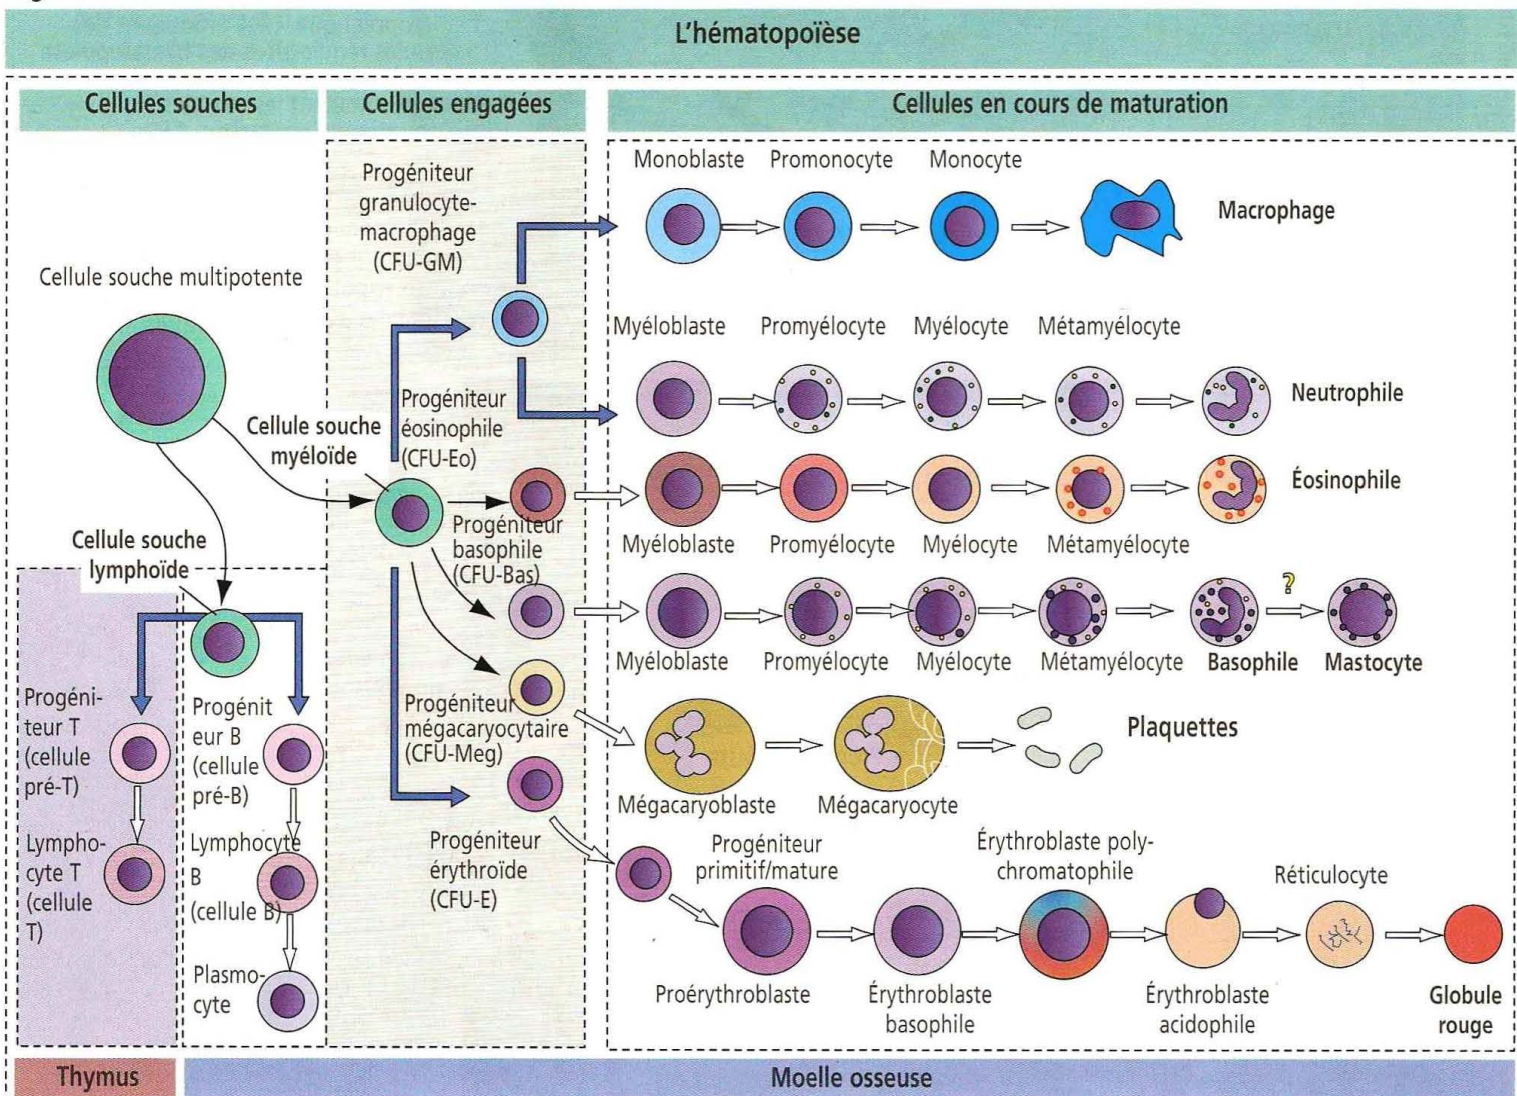 L'hématopoïèse
Cellules souches
Cellules engagées
Cellules en cours de maturation
Cellule souche multipotente
Cellule souche
myéloïde
Cellule souche
lymphoïde
Progéni-
teur T
(cellule
pré-T)
Lympho-
cyte T
(cellule
T)
Progénit
eur B
(cellule
pré-B)
Lymphocyte
B
(cellule B)
Plasmo-
cyte
Progéniteur
granulocyte-
macrophage
(CFU-GM)
Progéniteur
éosinophile
(CFU-Eo)
Progéniteur
basophile
(CFU-Bas)
Progéniteur
mégacaryocytaire
(CFU-Meg)
Progéniteur
érythroïde
(CFU-E)
Monoblaste
Promonocyte
Monocyte
Macrophage
Myéloblaste
Promyélocyte
Myélocyte
Métamyélocyte
Neutrophile
Éosinophile
Myéloblaste
Promyélocyte
Myélocyte
Métamyélocyte
?
Myéloblaste
Promyélocyte
Myélocyte
Métamyélocyte
Basophile
Mastocyte
Plaquettes
Mégacaryoblaste
Mégacaryocyte
Progéniteur
primitif/mature
Érythroblaste poly-
chromatophile
Réticulocyte
Proérythroblaste
Érythroblaste
basophile
Érythroblaste
acidophile
Globule
rouge
Thymus
Moelle osseuse